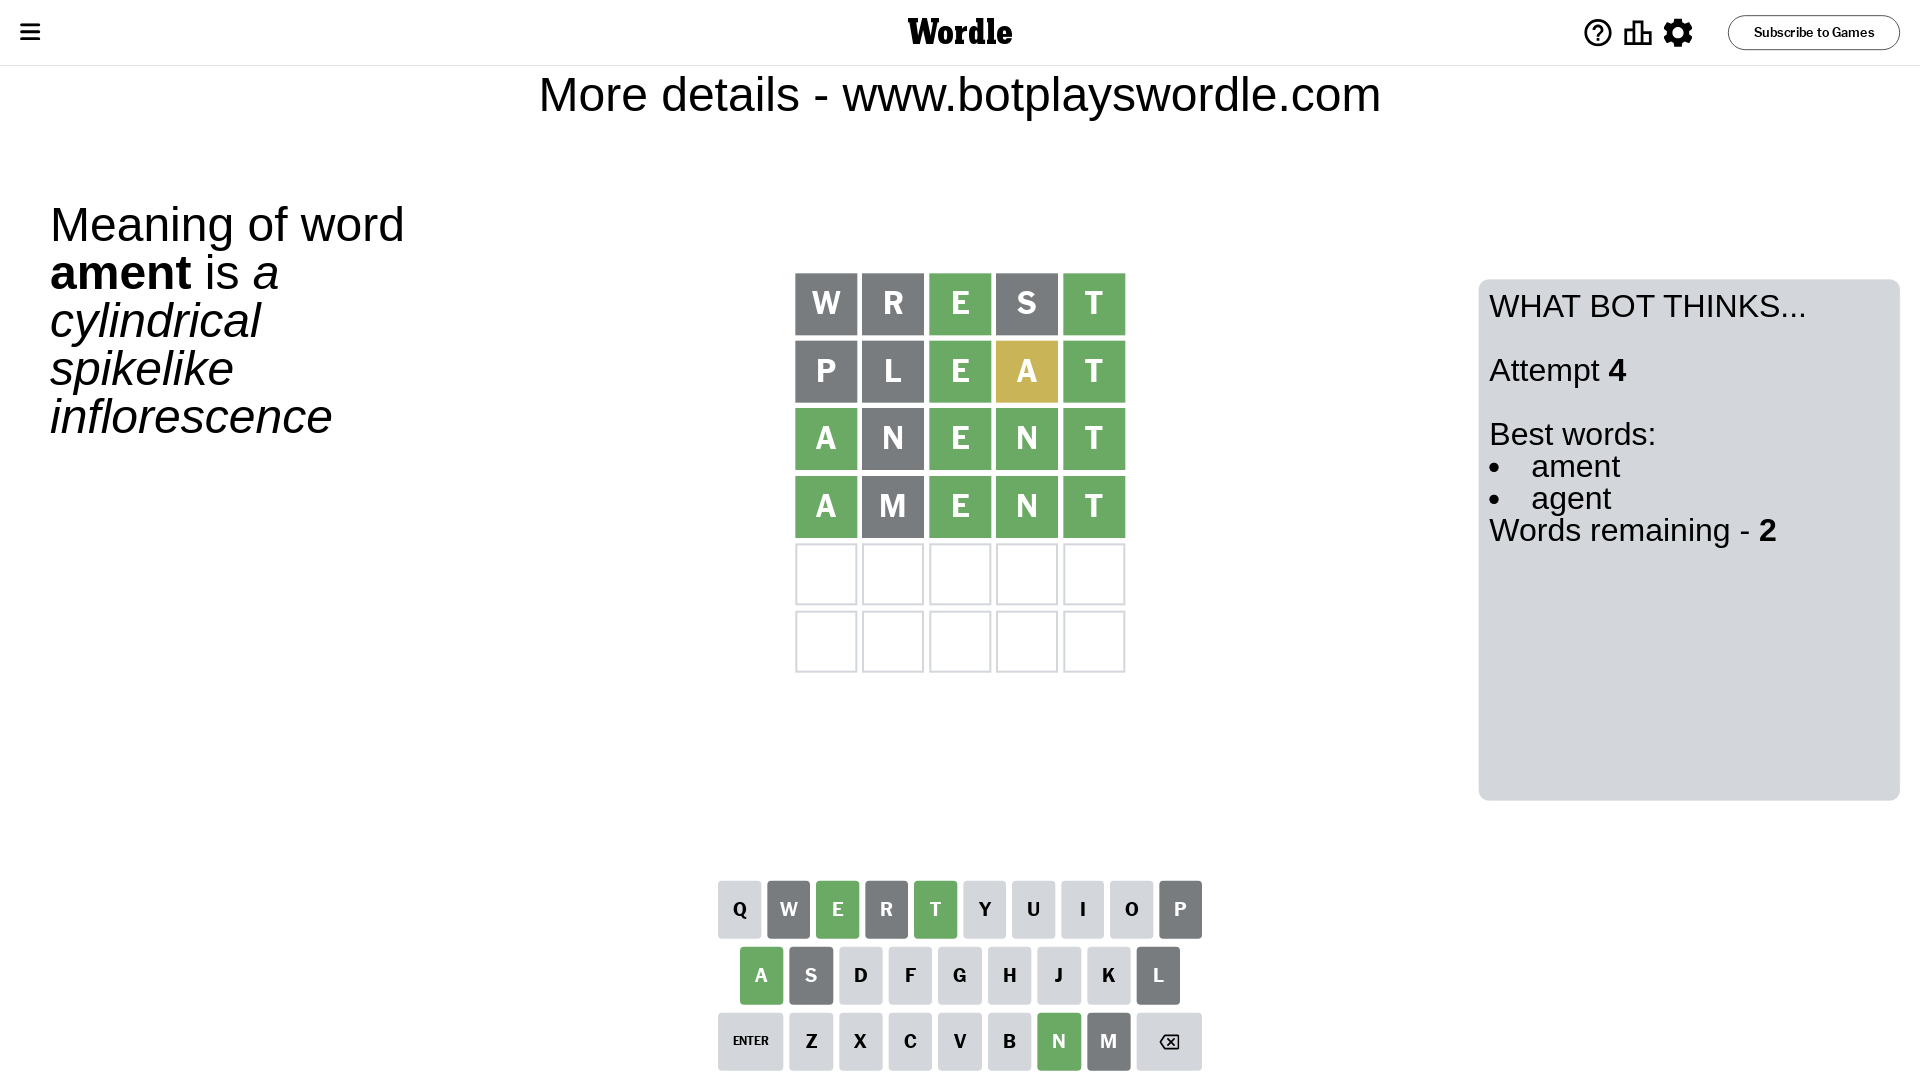 Wordle
Subscribe to Games
More details - www.botplayswordle.com
Meaning of word
ament is a
cylindrical
spikelike
inflorescence
W R E S T
P L E A T
A N E N T
A M E N T
WHAT BOT THINKS...
Attempt 4
Best words:
• ament
• agent
Words remaining - 2
Q W E R T Y U I O P
A S D F G H J K L
ENTER Z X C V B N M